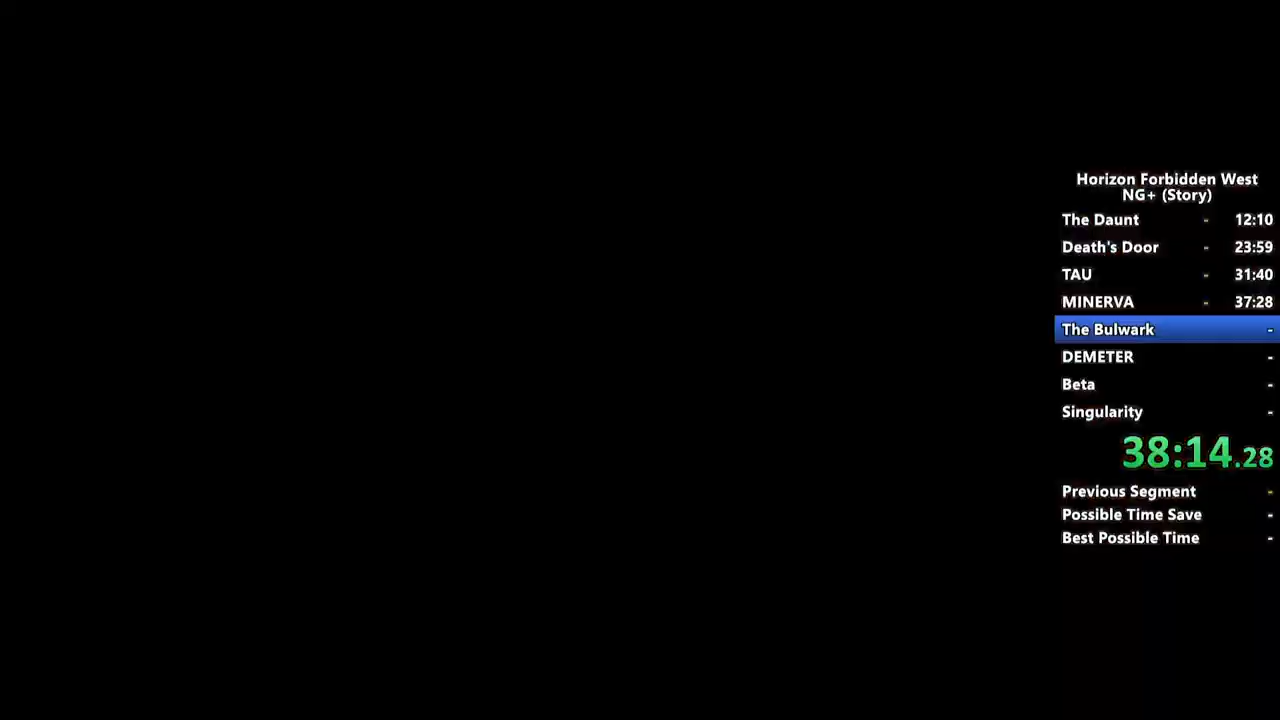 Horizon Forbidden West
NG+ (Story)
The Daunt - 12:10
Death's Door - 23:59
TAU - 31:40
MINERVA - 37:28
The Bulwark -
DEMETER -
Beta -
Singularity -
38:14.28
Previous Segment -
Possible Time Save -
Best Possible Time -